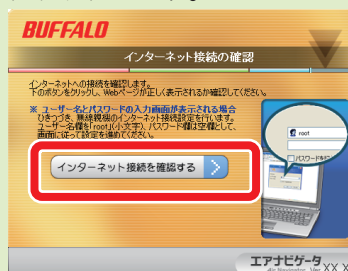 BUFFALO
インターネット接続の確認
インターネットへの接続を確認します。
下のボタンをクリックし、Webページが正しく表示されるか確認してください。
※ ユーザー名とパスワードの入力画面が表示される場合
ひきつづき、無線親機のインターネット接続設定を行います。
ユーザー名欄を「root」(小文字)、パスワード欄は空欄として、
画面に従って設定を進めてください。
root
インターネット接続を確認する
エアナビゲータ
Air Navigator Ver XX.X